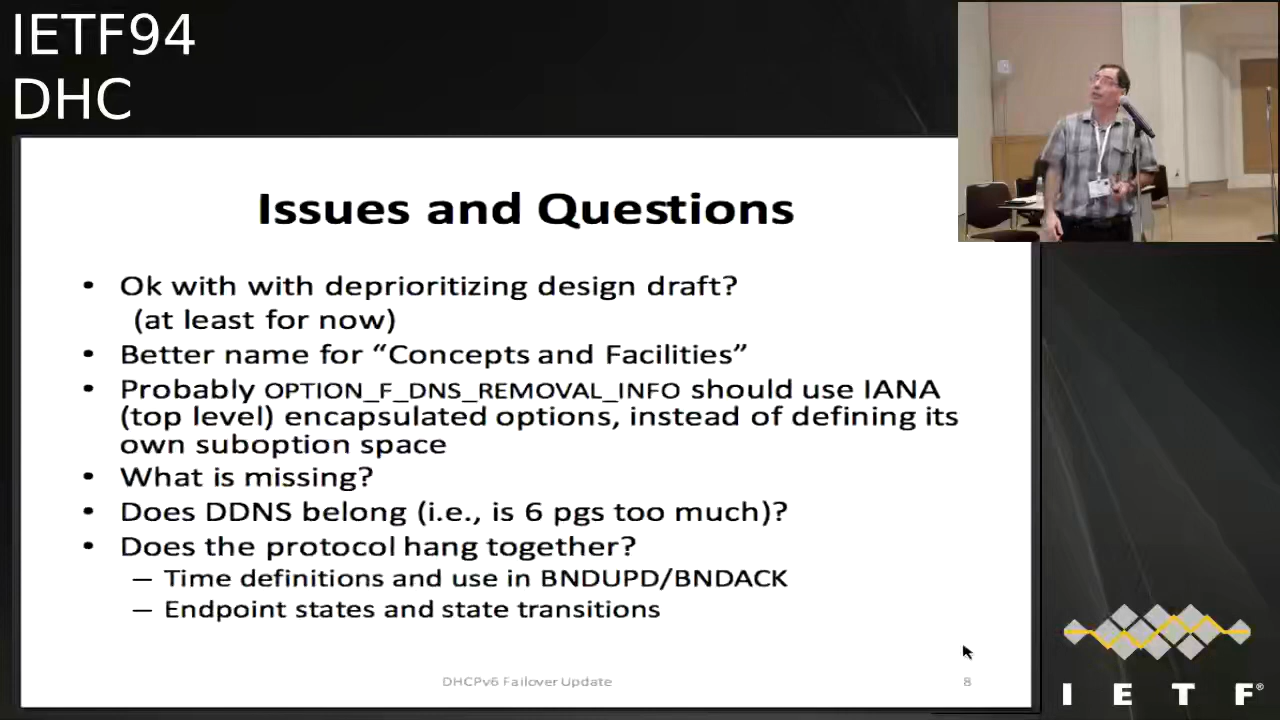 IETF94
DHC
Issues and Questions
• Ok with with deprioritizing design draft?
(at least for now)
• Better name for “Concepts and Facilities”
• Probably OPTION_F_DNS_REMOVAL_INFO should use IANA
(top level) encapsulated options, instead of defining its
own suboption space
• What is missing?
• Does DDNS belong (i.e., is 6 pgs too much)?
• Does the protocol hang together?
– Time definitions and use in BNDUPD/BNDACK
– Endpoint states and state transitions
DHCPv6 Failover Update
8
I E T F®